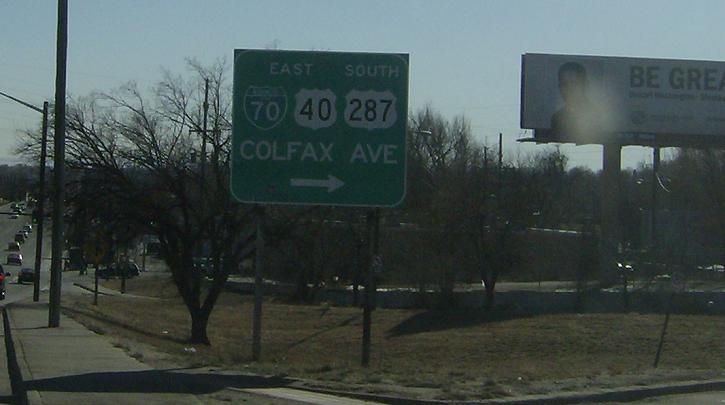 EAST SOUTH
70 40 287
COLFAX AVE
BE GREA